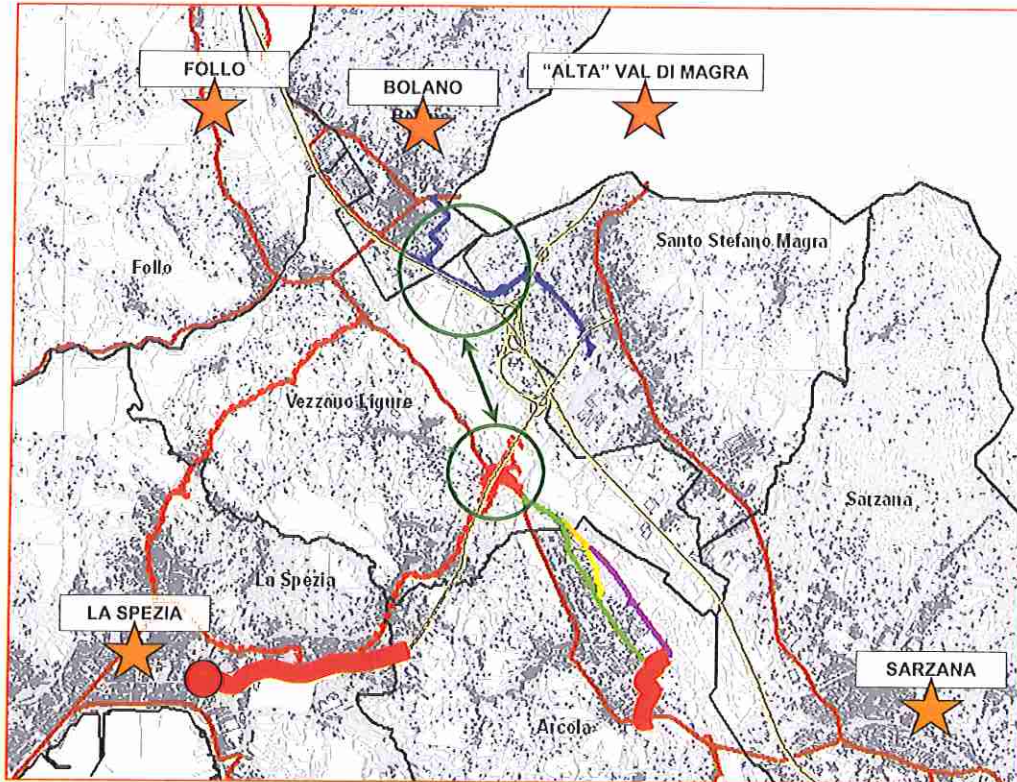 FOLLO
BOLANO
"ALTA" VAL DI MAGRA
Santo Stefano Magra
Follo
Vezzano Ligure
Sarzana
La Spezia
LA SPEZIA
SARZANA
Arcola